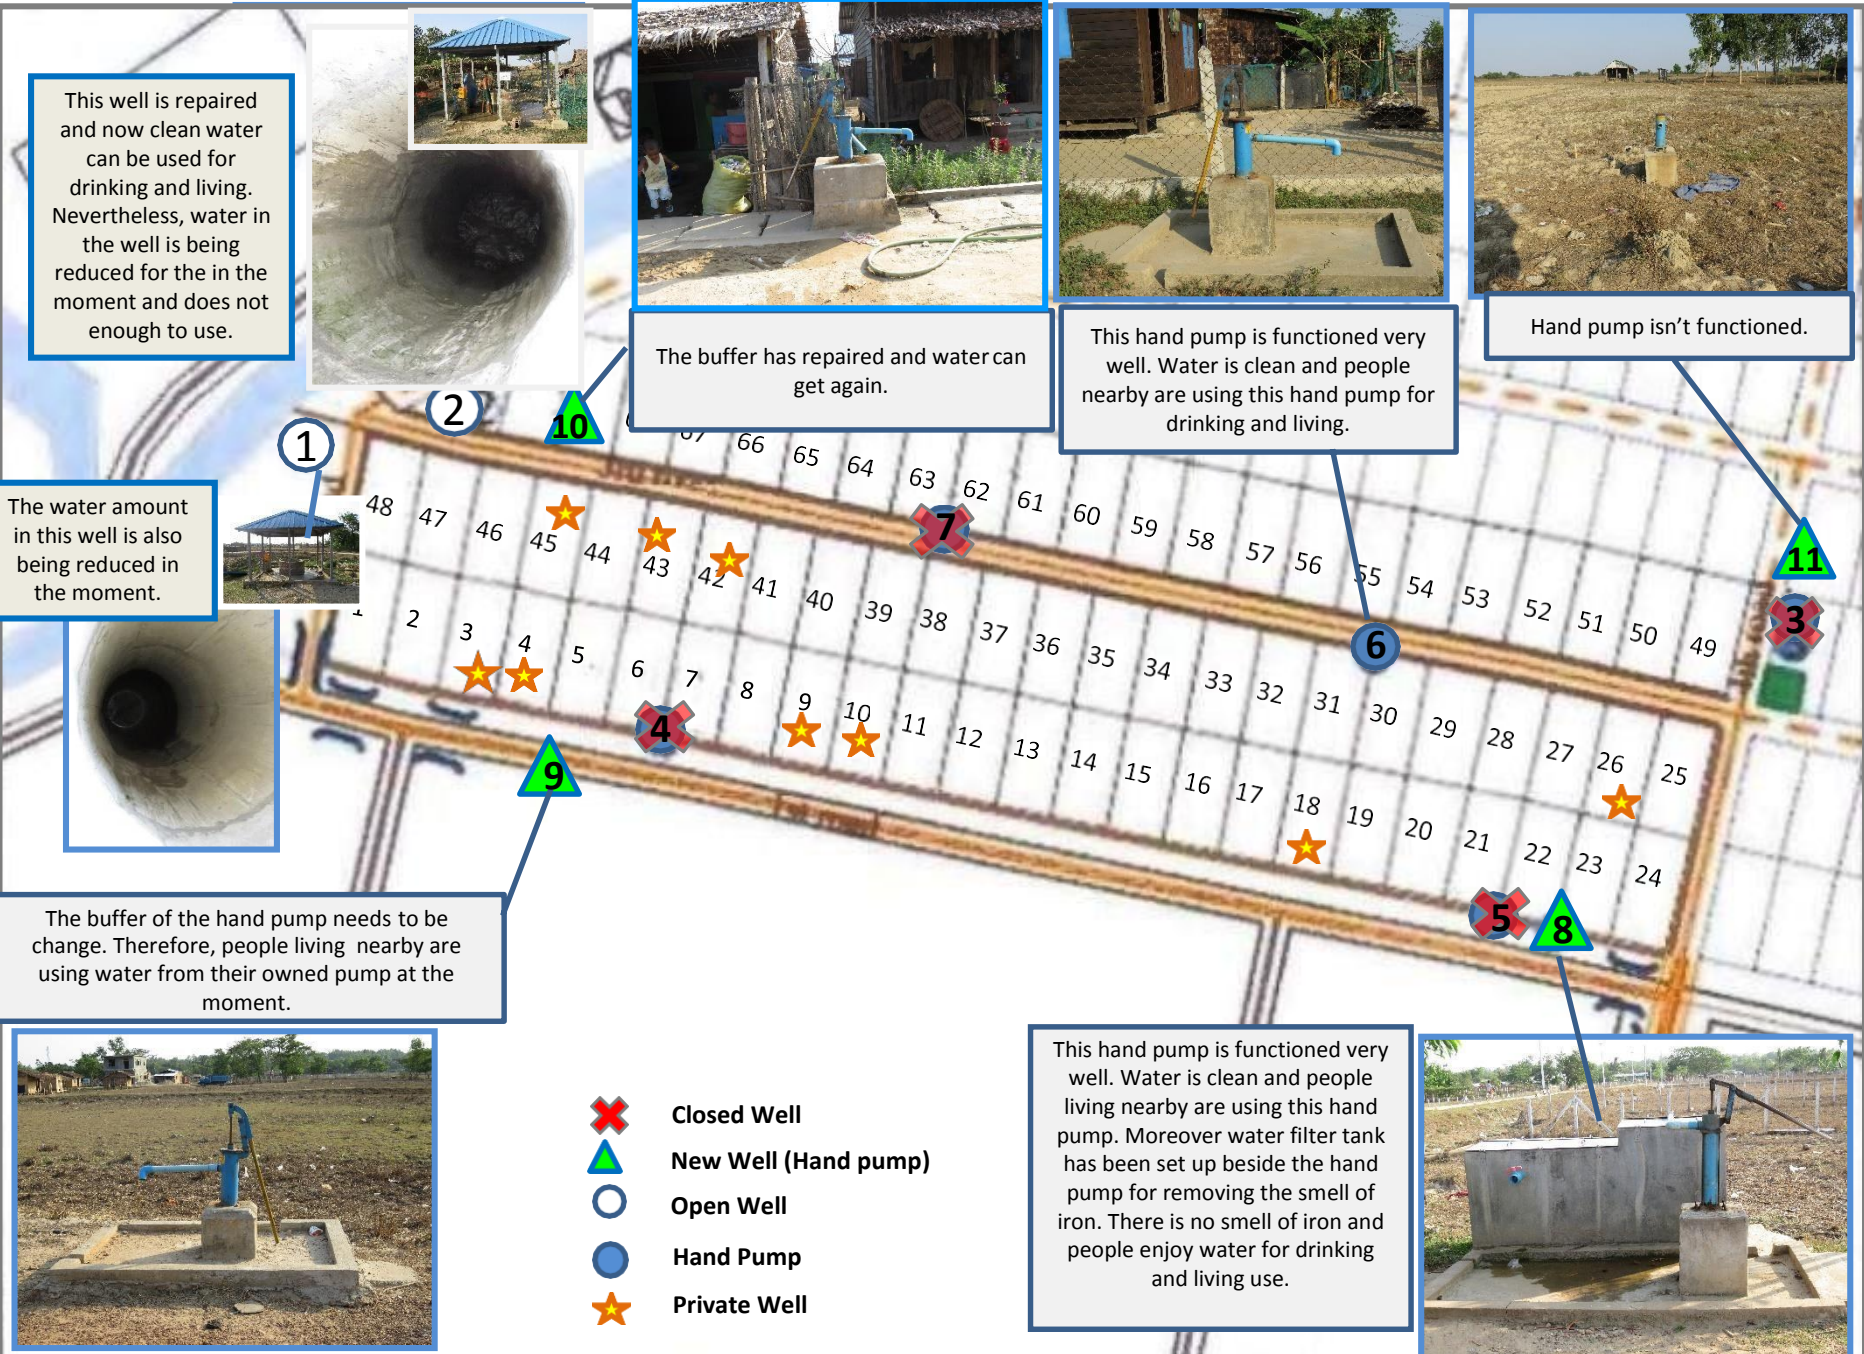 This well is repaired
and now clean water
can be used for
drinking and living.
Nevertheless, water in
the well is being
reduced for the in the
moment and does not
enough to use.
The buffer has repaired and water can
get again.
This hand pump is functioned very
well. Water is clean and people
nearby are using this hand pump for
drinking and living.
Hand pump isn’t functioned.
The water amount
in this well is also
being reduced in
the moment.
1
2
10
67 66 65 64 63 62 61 60 59 58 57 56 55 54 53 52 51 50 49
7
6
11
3
48 47 46 45 44 43 42 41 40 39 38 37 36 35 34 33 32 31 30 29 28 27 26 25
1 2 3 4 5 6 7 8 9 10 11 12 13 14 15 16 17 18 19 20 21 22 23 24
4
9
5
8
The buffer of the hand pump needs to be
change. Therefore, people living nearby are
using water from their owned pump at the
moment.
Closed Well
New Well (Hand pump)
Open Well
Hand Pump
Private Well
This hand pump is functioned very
well. Water is clean and people
living nearby are using this hand
pump. Moreover water filter tank
has been set up beside the hand
pump for removing the smell of
iron. There is no smell of iron and
people enjoy water for drinking
and living use.